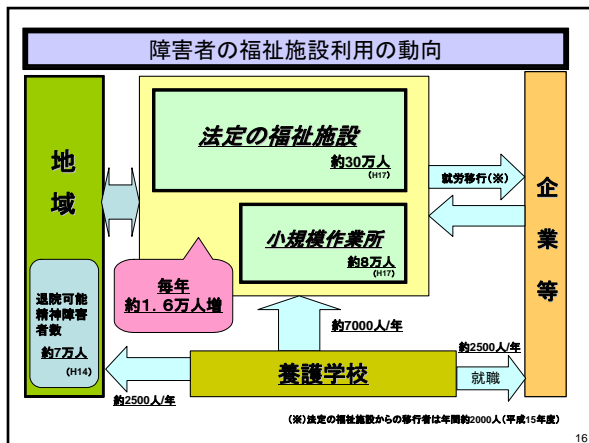 障害者の福祉施設利用の動向
地域
法定の福祉施設
約30万人
(H17)
就労移行(※)
企業等
小規模作業所
約8万人
(H17)
毎年
約1．6万人増
退院可能
精神障害
者数
約7万人
(H14)
約7000人/年
約2500人/年
養護学校
就職
約2500人/年
(※)法定の福祉施設からの移行者は年間約2000人(平成15年度)
16